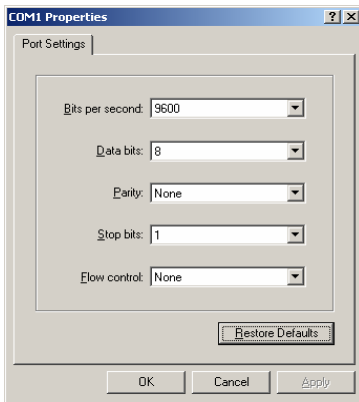 COM1 Properties
Port Settings
Bits per second: 9600
Data bits: 8
Parity: None
Stop bits: 1
Flow control: None
Restore Defaults
OK Cancel Apply